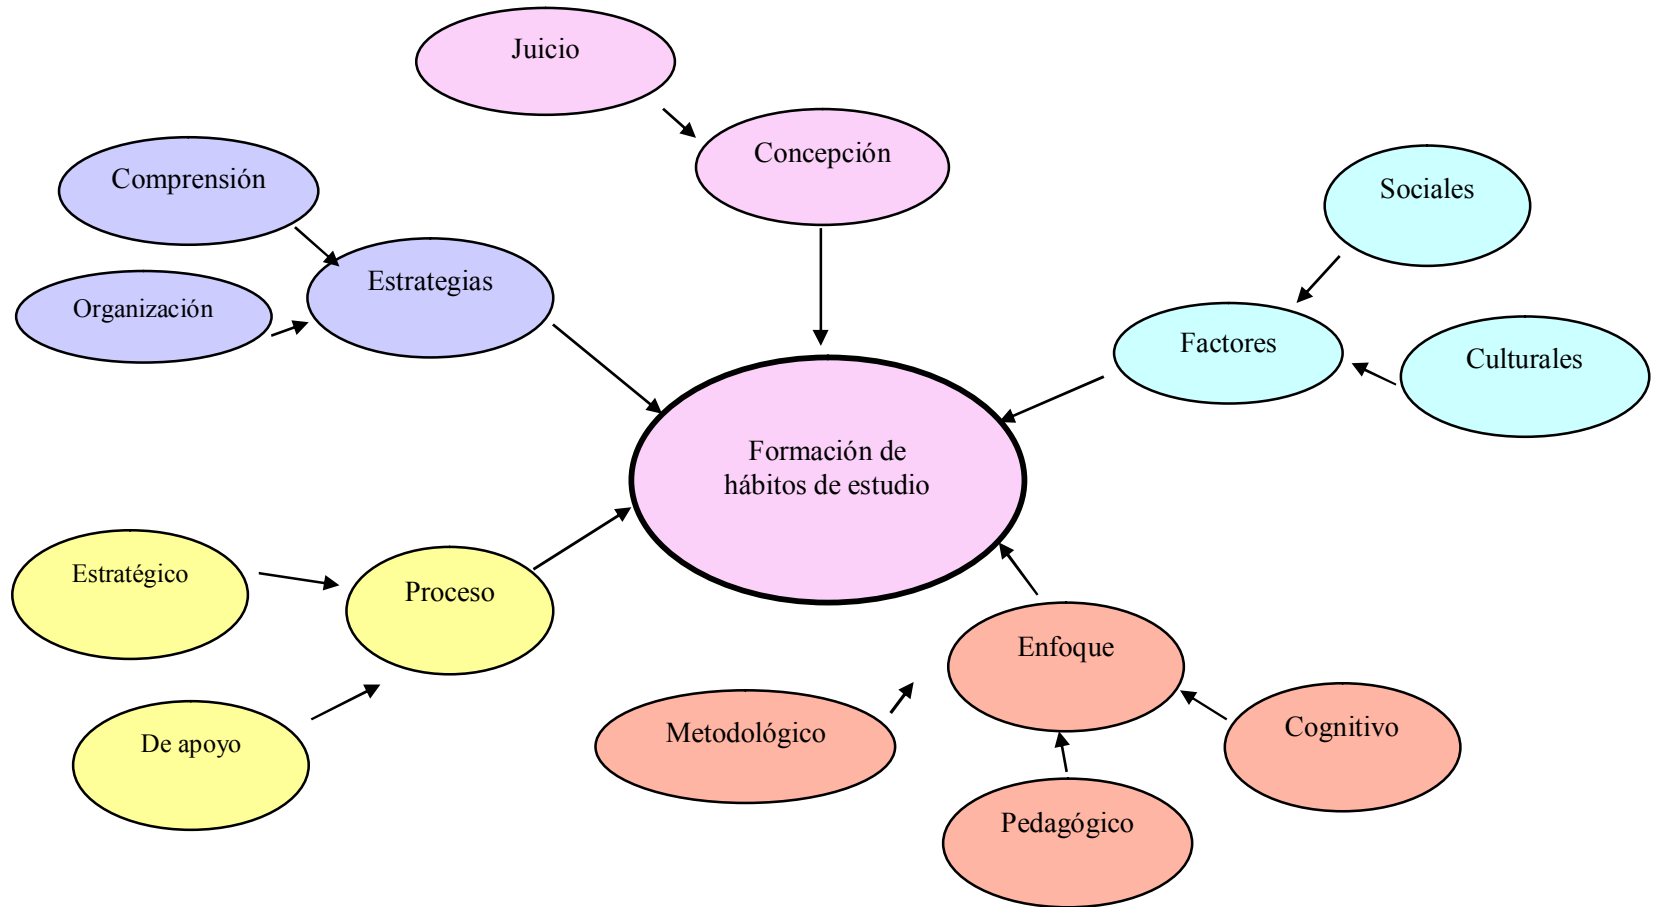 Juicio
Concepción
Comprensión
Sociales
Estrategias
Organización
Factores
Culturales
Formación de
hábitos de estudio
Estratégico
Proceso
Enfoque
Metodológico
Cognitivo
De apoyo
Pedagógico